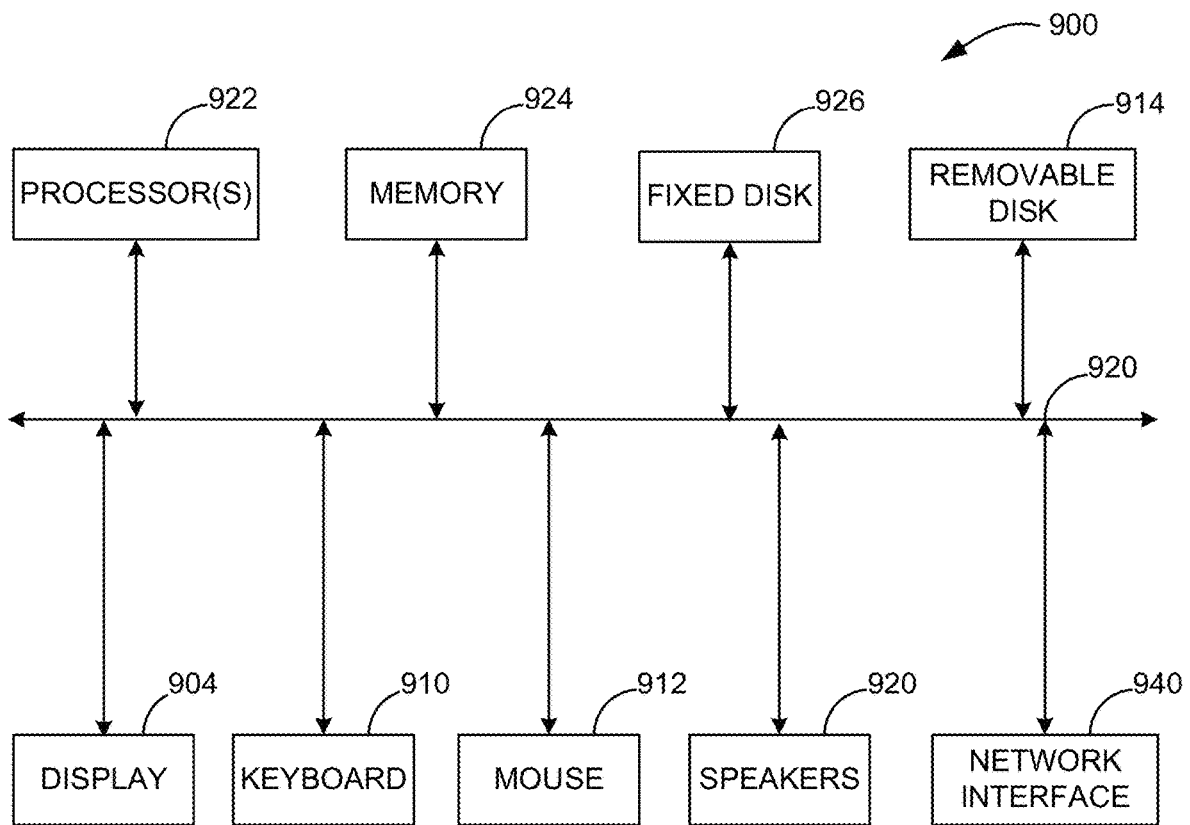 900
922
924
926
914
PROCESSOR(S)
MEMORY
FIXED DISK
REMOVABLE
DISK
920
904
910
912
920
940
DISPLAY
KEYBOARD
MOUSE
SPEAKERS
NETWORK
INTERFACE